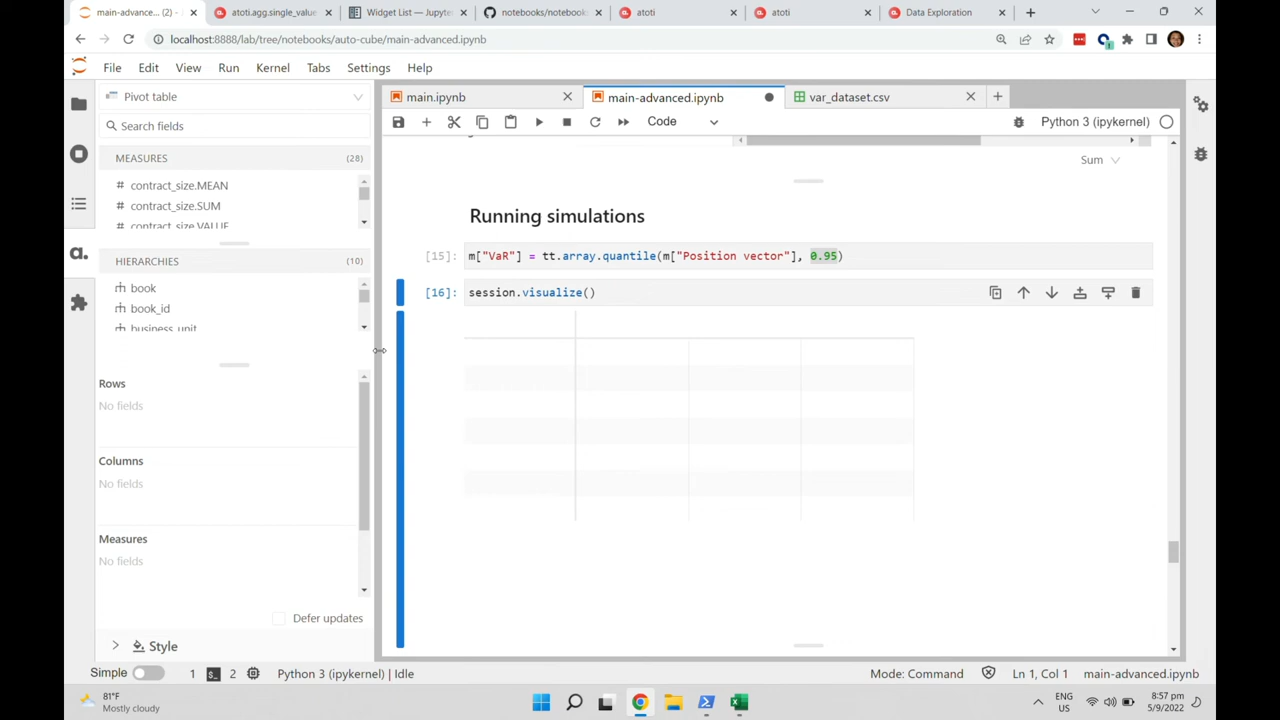 main-advanced... (2) -
atoti.agg.single_value
Widget List — Jupyter
notebooks/notebook
atoti
atoti
Data Exploration
localhost:8888/lab/tree/notebooks/auto-cube/main-advanced.ipynb
File Edit View Run Kernel Tabs Settings Help
Pivot table
main.ipynb
main-advanced.ipynb
var_dataset.csv
Search fields
Code
Python 3 (ipykernel)
MEASURES (28)
Sum
# contract_size.MEAN
# contract_size.SUM
# contract_size.VALUE
Running simulations
[15]: m["VaR"] = tt.array.quantile(m["Position vector"], 0.95)
HIERARCHIES (10)
book
book_id
business_unit
[16]: session.visualize()
Rows
No fields
Columns
No fields
Measures
No fields
Defer updates
Style
Simple 1 2 Python 3 (ipykernel) | Idle
Mode: Command Ln 1, Col 1 main-advanced.ipynb
81°F
Mostly cloudy
ENG
US
8:57 pm
5/9/2022